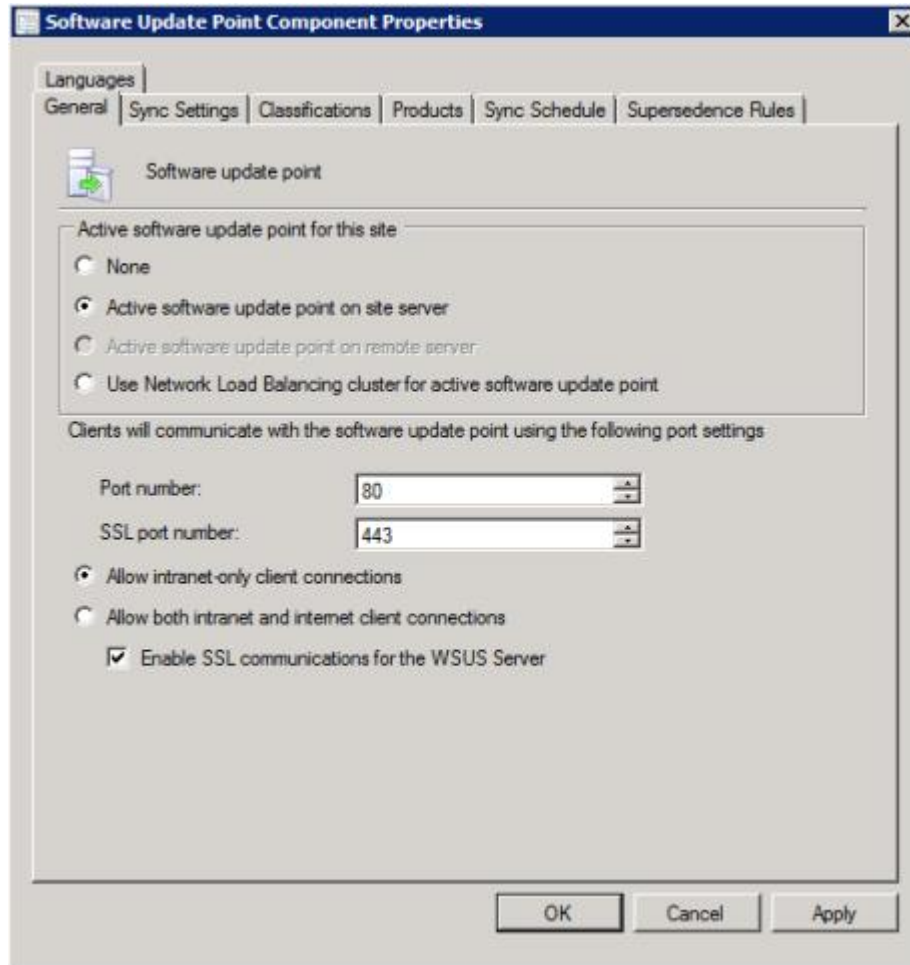 Software Update Point Component Properties
Languages
General Sync Settings Classifications Products Sync Schedule Supersedence Rules
Software update point
Active software update point for this site
None
Active software update point on site server
Active software update point on remote server
Use Network Load Balancing cluster for active software update point
Clients will communicate with the software update point using the following port settings
Port number: 80
SSL port number: 443
Allow intranet-only client connections
Allow both intranet and internet client connections
Enable SSL communications for the WSUS Server
OK Cancel Apply